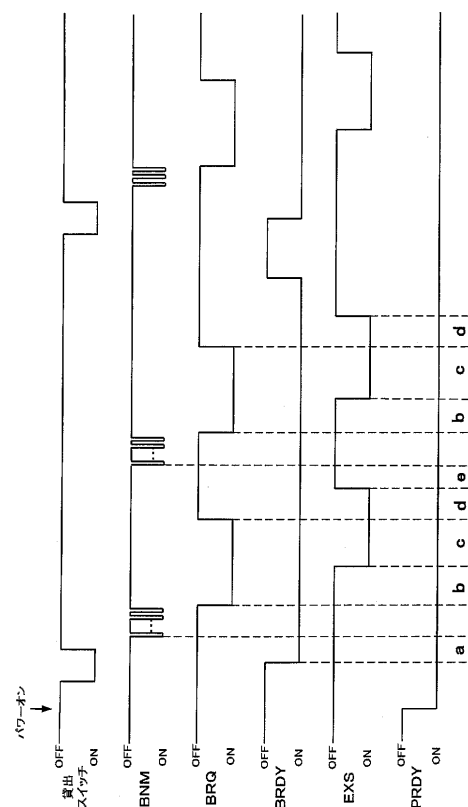 パワーオン
OFF
貸出
スイッチ
ON
OFF
BNM
ON
OFF
BRQ
ON
OFF
BRDY
ON
OFF
EXS
ON
OFF
PRDY
ON
a b c d e b c d